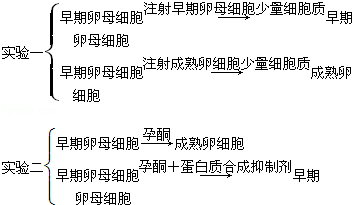 注射早期卵母细胞少量细胞质
早期卵母细胞→早期
卵母细胞
实验一
注射成熟卵细胞少量细胞质
早期卵母细胞→成熟卵
细胞
孕酮
早期卵母细胞→成熟卵细胞
实验二
孕酮＋蛋白质合成抑制剂
早期卵母细胞→早期
卵母细胞